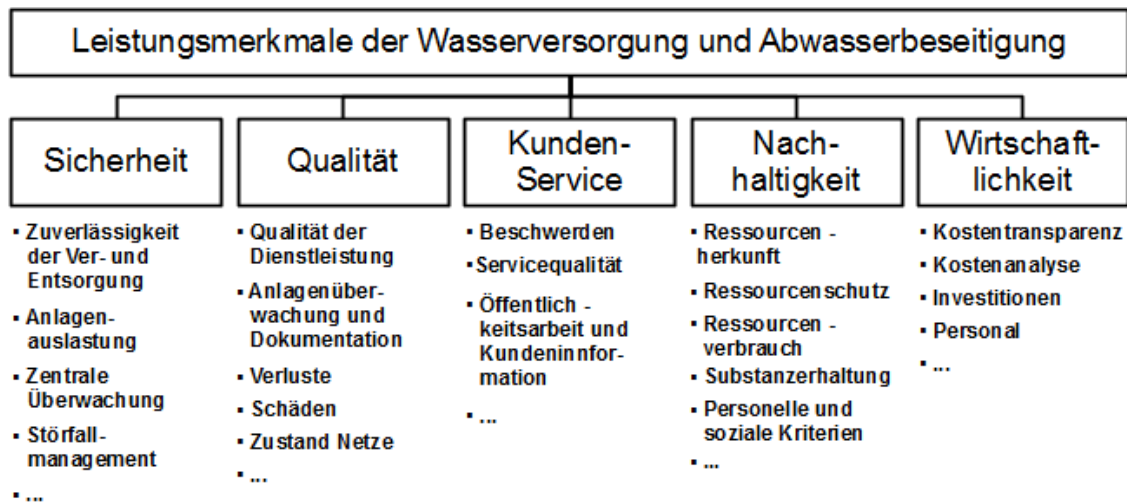 Leistungsmerkmale der Wasserversorgung und Abwasserbeseitigung
Sicherheit
▪ Zuverlässigkeit
der Ver- und
Entsorgung
▪ Anlagen-
auslastung
▪ Zentrale
Überwachung
▪ Störfall-
management
▪ ...
Qualität
▪ Qualität der
Dienstleistung
▪ Anlagenüber-
wachung und
Dokumentation
▪ Verluste
▪ Schäden
▪ Zustand Netze
▪ ...
Kunden-
Service
▪ Beschwerden
▪ Servicequalität
▪ Öffentlich -
keitsarbeit und
Kundeninnfor-
mation
▪ ...
Nach-
haltigkeit
▪ Ressourcen -
herkunft
▪ Ressourcenschutz
▪ Ressourcen -
verbrauch
▪ Substanzerhaltung
▪ Personelle und
soziale Kriterien
▪ ...
Wirtschaft-
lichkeit
▪ Kostentransparenz
▪ Kostenanalyse
▪ Investitionen
▪ Personal
▪ ...